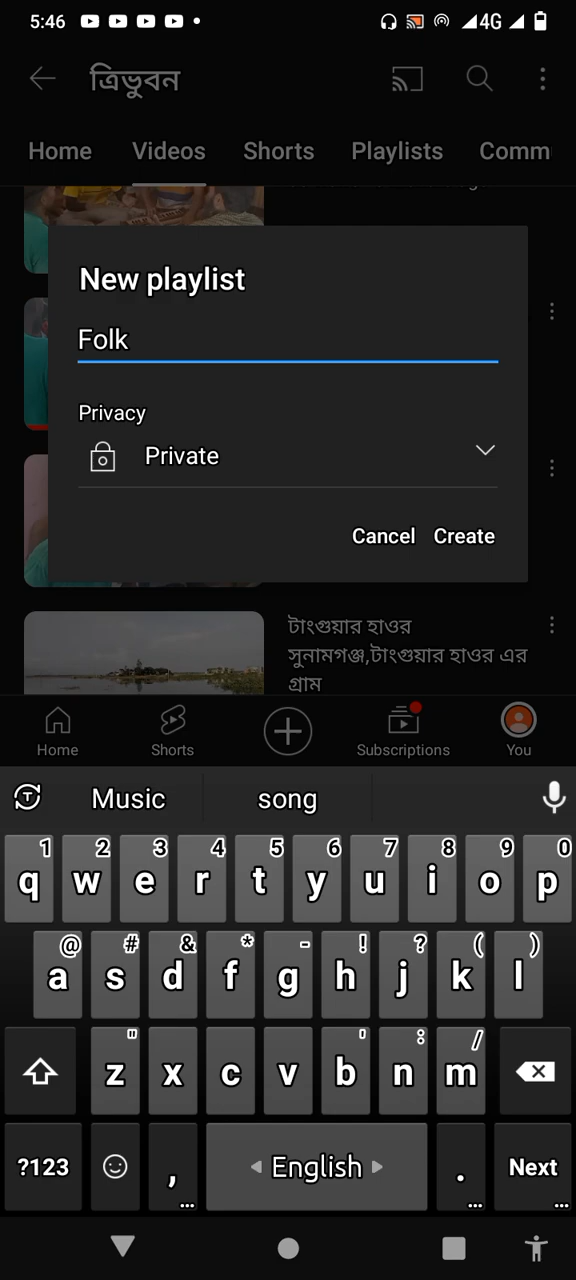 5:46
4G
ত্রিভুবন
Home Videos Shorts Playlists Comm
New playlist
Folk
Privacy
Private
Cancel Create
টাংগুয়ার হাওর
সুনামগঞ্জ,টাংগুয়ার হাওর এর
গ্রাম
Home Shorts Subscriptions You
Music song
1 2 3 4 5 6 7 8 9 0
q w e r t y u i o p
@ # & * - ! ? ( )
a s d f g h j k l
" ' : /
z x c v b n m
?123 , English . Next